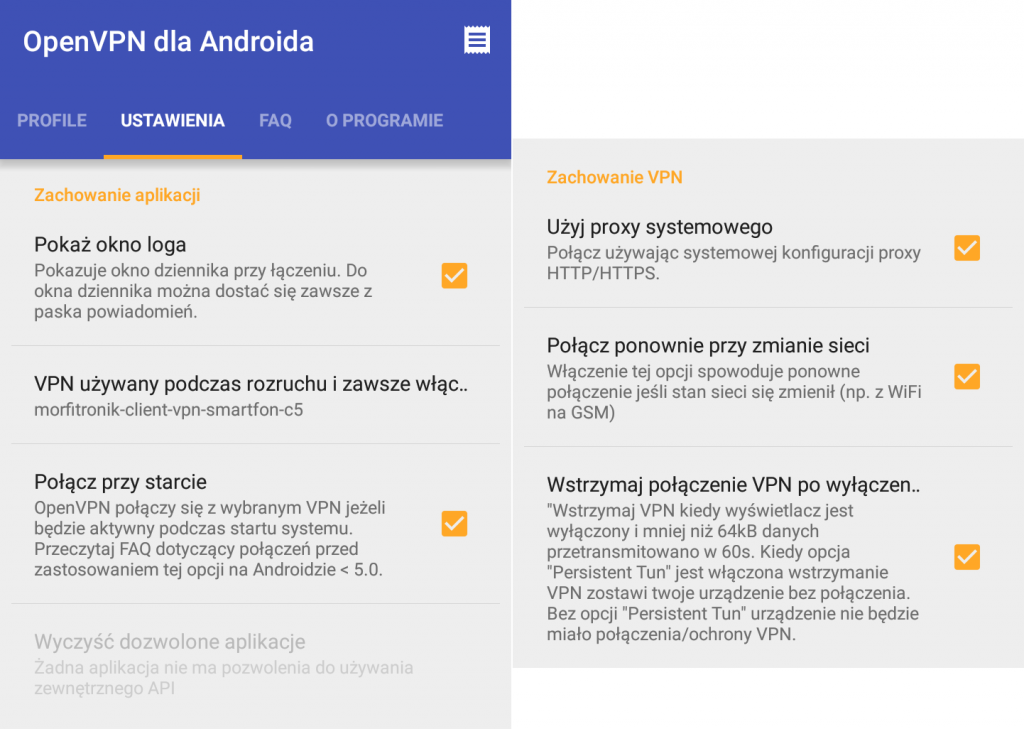 OpenVPN dla Androida
PROFILE USTAWIENIA FAQ O PROGRAMIE
Zachowanie aplikacji
Pokaż okno loga
Pokazuje okno dziennika przy łączeniu. Do
okna dziennika można dostać się zawsze z
paska powiadomień.
VPN używany podczas rozruchu i zawsze włąc..
morfitronik-client-vpn-smartfon-c5
Połącz przy starcie
OpenVPN połączy się z wybranym VPN jeżeli
będzie aktywny podczas startu systemu.
Przeczytaj FAQ dotyczący połączeń przed
zastosowaniem tej opcji na Androidzie < 5.0.
Wyczyść dozwolone aplikacje
Żadna aplikacja nie ma pozwolenia do używania
zewnętrznego API
Zachowanie VPN
Użyj proxy systemowego
Połącz używając systemowej konfiguracji proxy
HTTP/HTTPS.
Połącz ponownie przy zmianie sieci
Włączenie tej opcji spowoduje ponowne
połączenie jeśli stan sieci się zmienił (np. z WiFi
na GSM)
Wstrzymaj połączenie VPN po wyłączen..
"Wstrzymaj VPN kiedy wyświetlacz jest
wyłączony i mniej niż 64kB danych
przetransmitowano w 60s. Kiedy opcja
"Persistent Tun" jest włączona wstrzymanie
VPN zostawi twoje urządzenie bez połączenia.
Bez opcji "Persistent Tun" urządzenie nie będzie
miało połączenia/ochrony VPN.